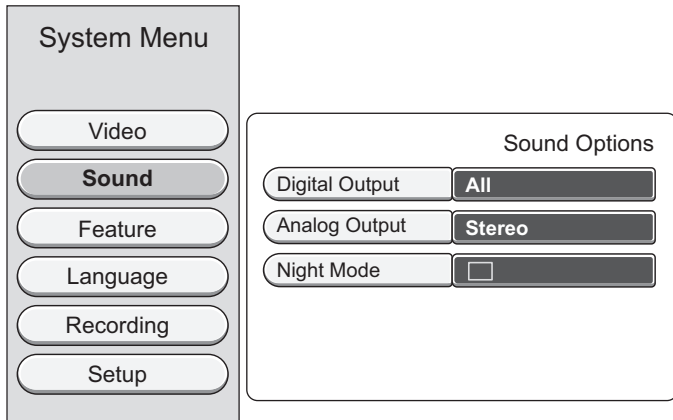 System Menu
Video
Sound
Feature
Language
Recording
Setup
Sound Options
Digital Output All
Analog Output Stereo
Night Mode